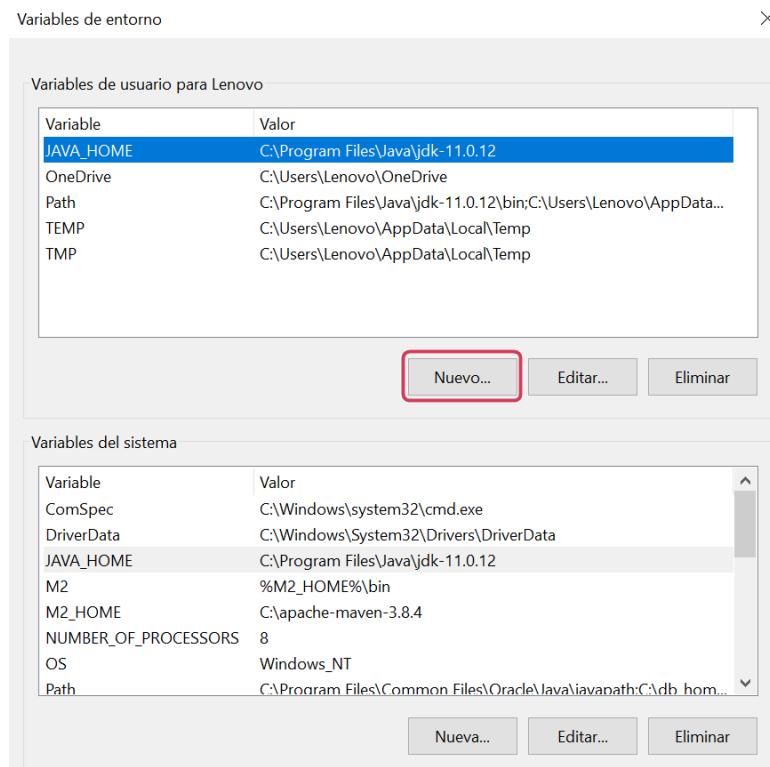 Variables de entorno
Variables de usuario para Lenovo
Variable Valor
JAVA_HOME C:\Program Files\Java\jdk-11.0.12
OneDrive C:\Users\Lenovo\OneDrive
Path C:\Program Files\Java\jdk-11.0.12\bin;C:\Users\Lenovo\AppData...
TEMP C:\Users\Lenovo\AppData\Local\Temp
TMP C:\Users\Lenovo\AppData\Local\Temp
Nuevo... Editar... Eliminar
Variables del sistema
Variable Valor
ComSpec C:\Windows\system32\cmd.exe
DriverData C:\Windows\System32\Drivers\DriverData
JAVA_HOME C:\Program Files\Java\jdk-11.0.12
M2 %M2_HOME%\bin
M2_HOME C:\apache-maven-3.8.4
NUMBER_OF_PROCESSORS 8
OS Windows_NT
Path C:\Program Files\Common Files\Oracle\Java\javapath;C:\db_hom...
Nueva... Editar... Eliminar